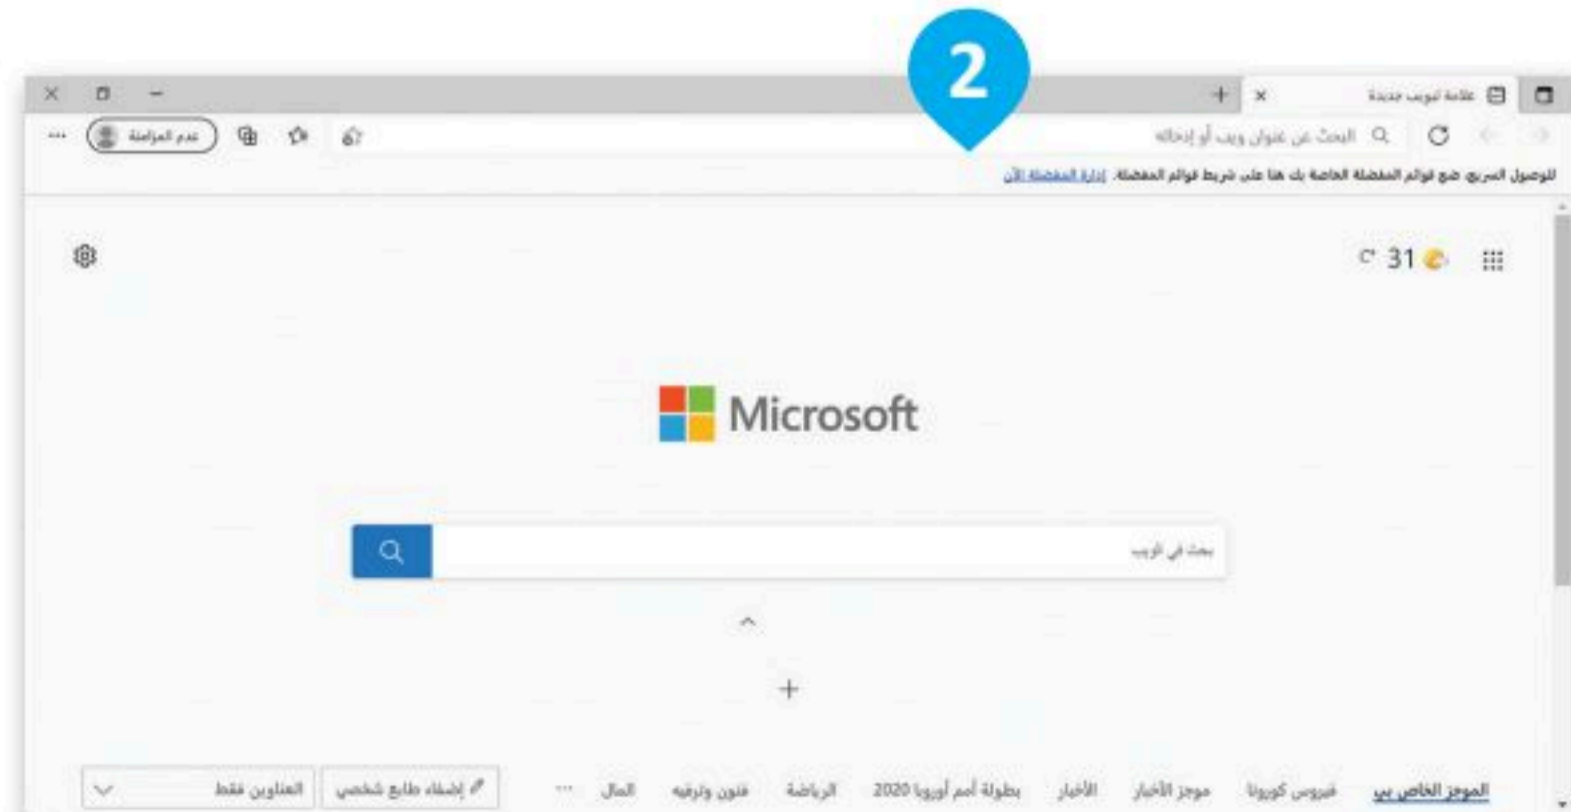 2
علامة تبويب جديدة
البحث عن عنوان ويب أو إدخاله
عدم المزامنة
للوصول السريع، ضع قوائم المفضلة الخاصة بك هنا على شريط قوائم المفضلة. إدارة المفضلة الآن
31 °C
Microsoft
بحث في الويب
الموجز الخاص بي فيروس كورونا موجز الأخبار الأخبار بطولة أمم أوروبا 2020 الرياضة فنون وترفيه المال ... إضفاء طابع شخصي العناوين فقط